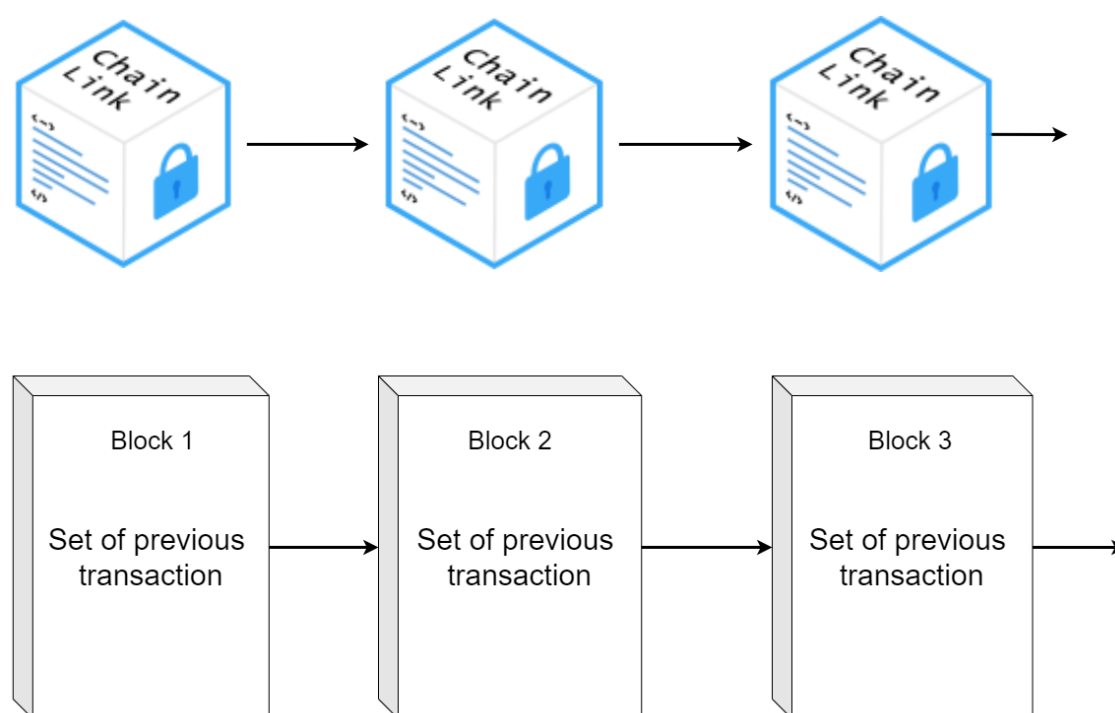 Chain
Link
<~>
</>
Chain
Link
<~>
</>
Chain
Link
<~>
</>
Block 1
Set of previous
transaction
Block 2
Set of previous
transaction
Block 3
Set of previous
transaction